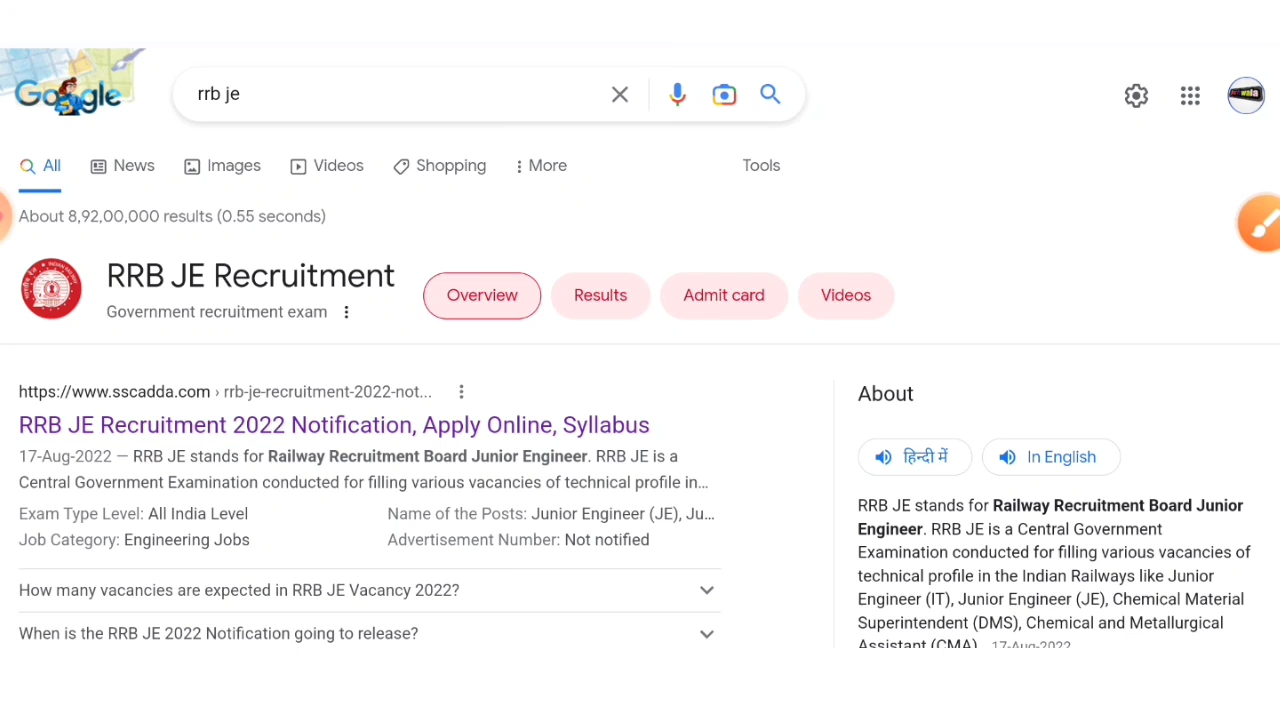 Google
rrb je
All News Images Videos Shopping More Tools
About 8,92,00,000 results (0.55 seconds)
RRB JE Recruitment
Government recruitment exam
Overview Results Admit card Videos
https://www.sscadda.com › rrb-je-recruitment-2022-not...
RRB JE Recruitment 2022 Notification, Apply Online, Syllabus
17-Aug-2022 — RRB JE stands for Railway Recruitment Board Junior Engineer. RRB JE is a
Central Government Examination conducted for filling various vacancies of technical profile in...
Exam Type Level: All India Level Name of the Posts: Junior Engineer (JE), Ju...
Job Category: Engineering Jobs Advertisement Number: Not notified
How many vacancies are expected in RRB JE Vacancy 2022?
When is the RRB JE 2022 Notification going to release?
About
हिन्दी में In English
RRB JE stands for Railway Recruitment Board Junior
Engineer. RRB JE is a Central Government
Examination conducted for filling various vacancies of
technical profile in the Indian Railways like Junior
Engineer (IT), Junior Engineer (JE), Chemical Material
Superintendent (DMS), Chemical and Metallurgical
Assistant (CMA) 17-Aug-2022